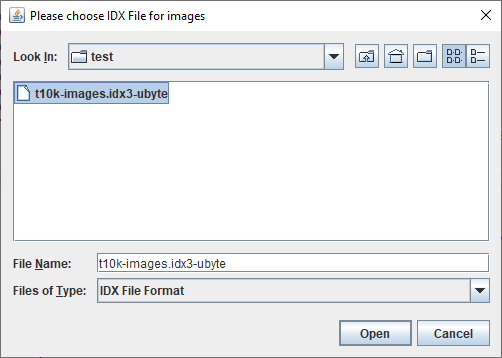 Please choose IDX File for images
Look In: test
t10k-images.idx3-ubyte
File Name: t10k-images.idx3-ubyte
Files of Type: IDX File Format
Open Cancel